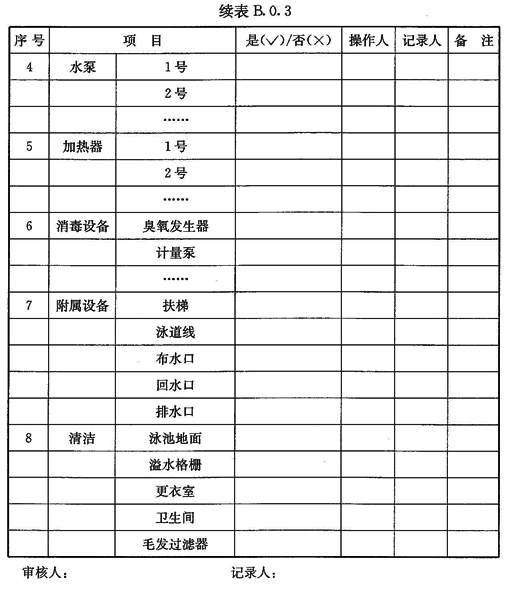 续表 B.0.3
序号 项目 是(√)/否(×) 操作人 记录人 备注
4 水泵 1号
2号
……
5 加热器 1号
2号
……
6 消毒设备 臭氧发生器
计量泵
……
7 附属设备 扶梯
泳道线
布水口
回水口
排水口
8 清洁 泳池地面
溢水格栅
更衣室
卫生间
毛发过滤器
审核人： 记录人：